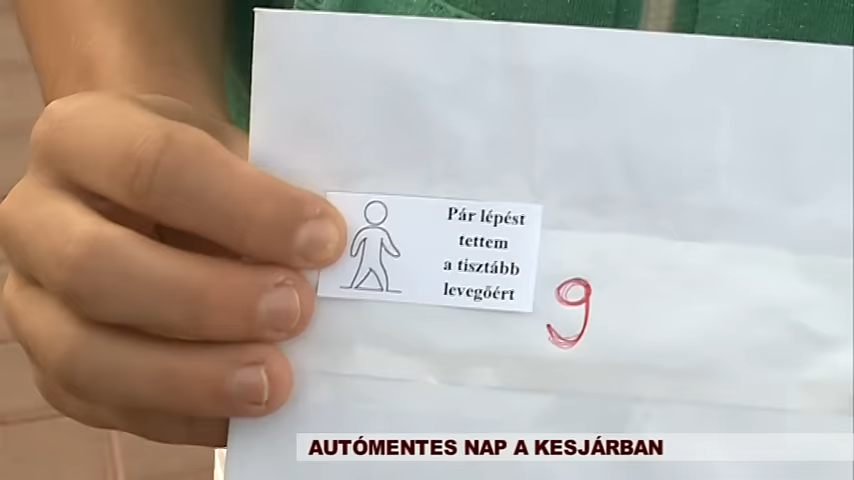 Pár lépést
tettem
a tisztább
levegőért
9
AUTÓMENTES NAP A KESJÁRBAN